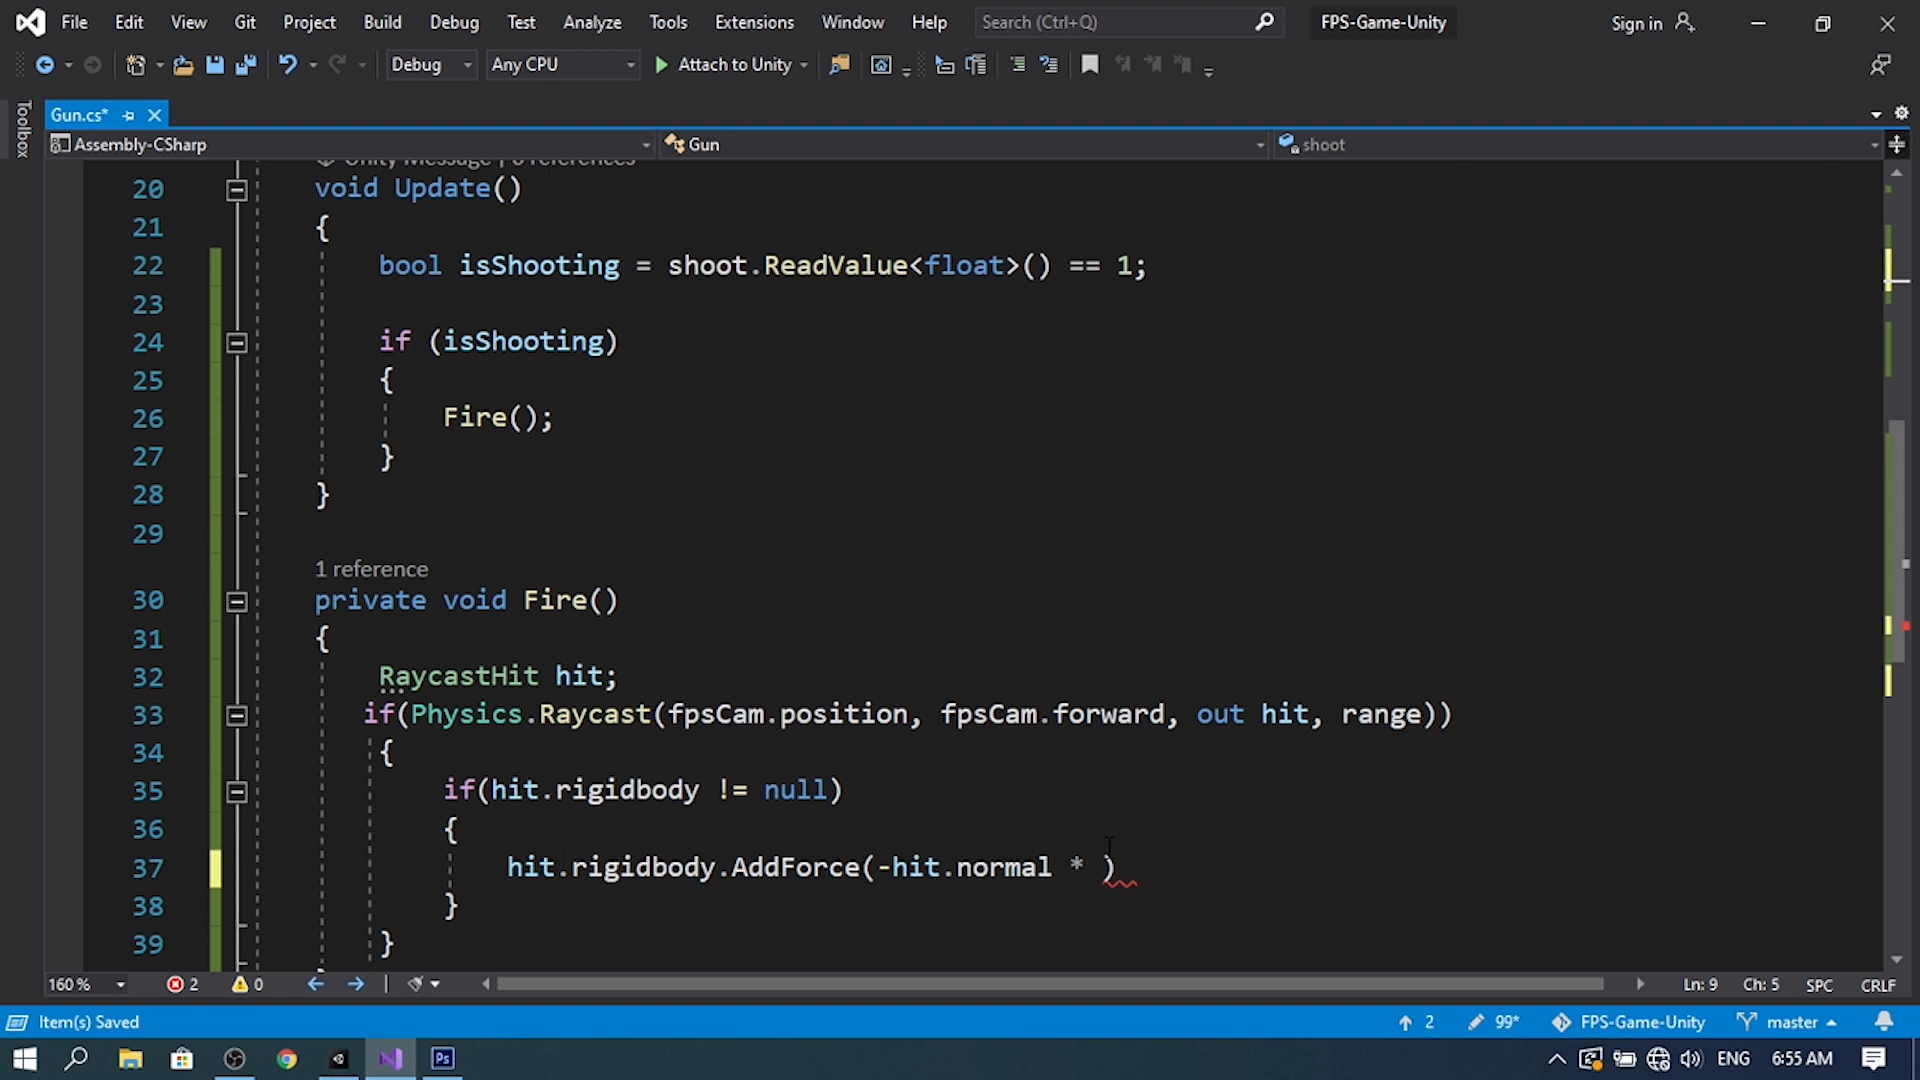 File Edit View Git Project Build Debug Test Analyze Tools Extensions Window Help Search (Ctrl+Q) FPS-Game-Unity Sign in
Debug Any CPU Attach to Unity
Toolbox
Gun.cs*
Assembly-CSharp Gun shoot
Unity Message | 0 references
20 void Update()
21 {
22 bool isShooting = shoot.ReadValue<float>() == 1;
23
24 if (isShooting)
25 {
26 Fire();
27 }
28 }
29
1 reference
30 private void Fire()
31 {
32 RaycastHit hit;
33 if(Physics.Raycast(fpsCam.position, fpsCam.forward, out hit, range))
34 {
35 if(hit.rigidbody != null)
36 {
37 hit.rigidbody.AddForce(-hit.normal * )
38 }
39 }
160 % 2 0 Ln: 9 Ch: 5 SPC CRLF
Item(s) Saved 2 99* FPS-Game-Unity master
Ps ENG 6:55 AM